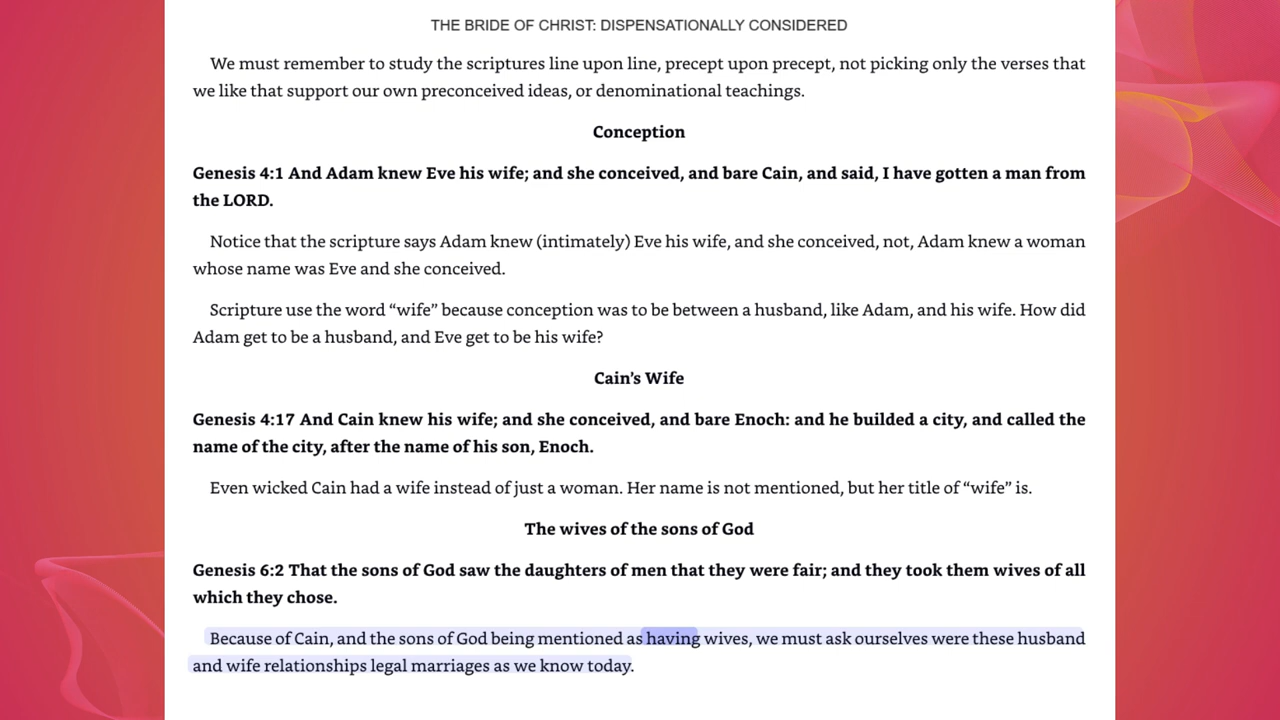 THE BRIDE OF CHRIST: DISPENSATIONALLY CONSIDERED
We must remember to study the scriptures line upon line, precept upon precept, not picking only the verses that
we like that support our own preconceived ideas, or denominational teachings.
Conception
Genesis 4:1 And Adam knew Eve his wife; and she conceived, and bare Cain, and said, I have gotten a man from
the LORD.
Notice that the scripture says Adam knew (intimately) Eve his wife, and she conceived, not, Adam knew a woman
whose name was Eve and she conceived.
Scripture use the word “wife” because conception was to be between a husband, like Adam, and his wife. How did
Adam get to be a husband, and Eve get to be his wife?
Cain’s Wife
Genesis 4:17 And Cain knew his wife; and she conceived, and bare Enoch: and he builded a city, and called the
name of the city, after the name of his son, Enoch.
Even wicked Cain had a wife instead of just a woman. Her name is not mentioned, but her title of “wife” is.
The wives of the sons of God
Genesis 6:2 That the sons of God saw the daughters of men that they were fair; and they took them wives of all
which they chose.
Because of Cain, and the sons of God being mentioned as having wives, we must ask ourselves were these husband
and wife relationships legal marriages as we know today.